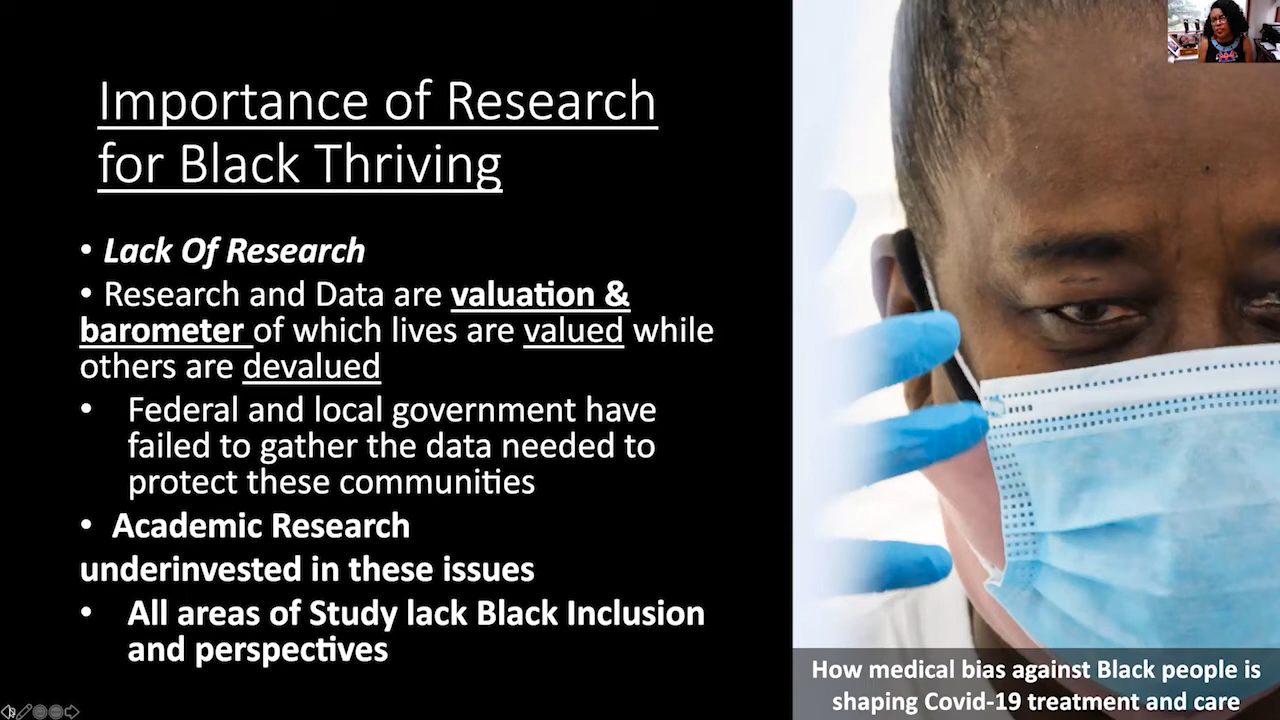 Importance of Research
for Black Thriving
• Lack Of Research
• Research and Data are valuation &
barometer of which lives are valued while
others are devalued
• Federal and local government have
failed to gather the data needed to
protect these communities
• Academic Research
underinvested in these issues
• All areas of Study lack Black Inclusion
and perspectives
How medical bias against Black people is
shaping Covid-19 treatment and care